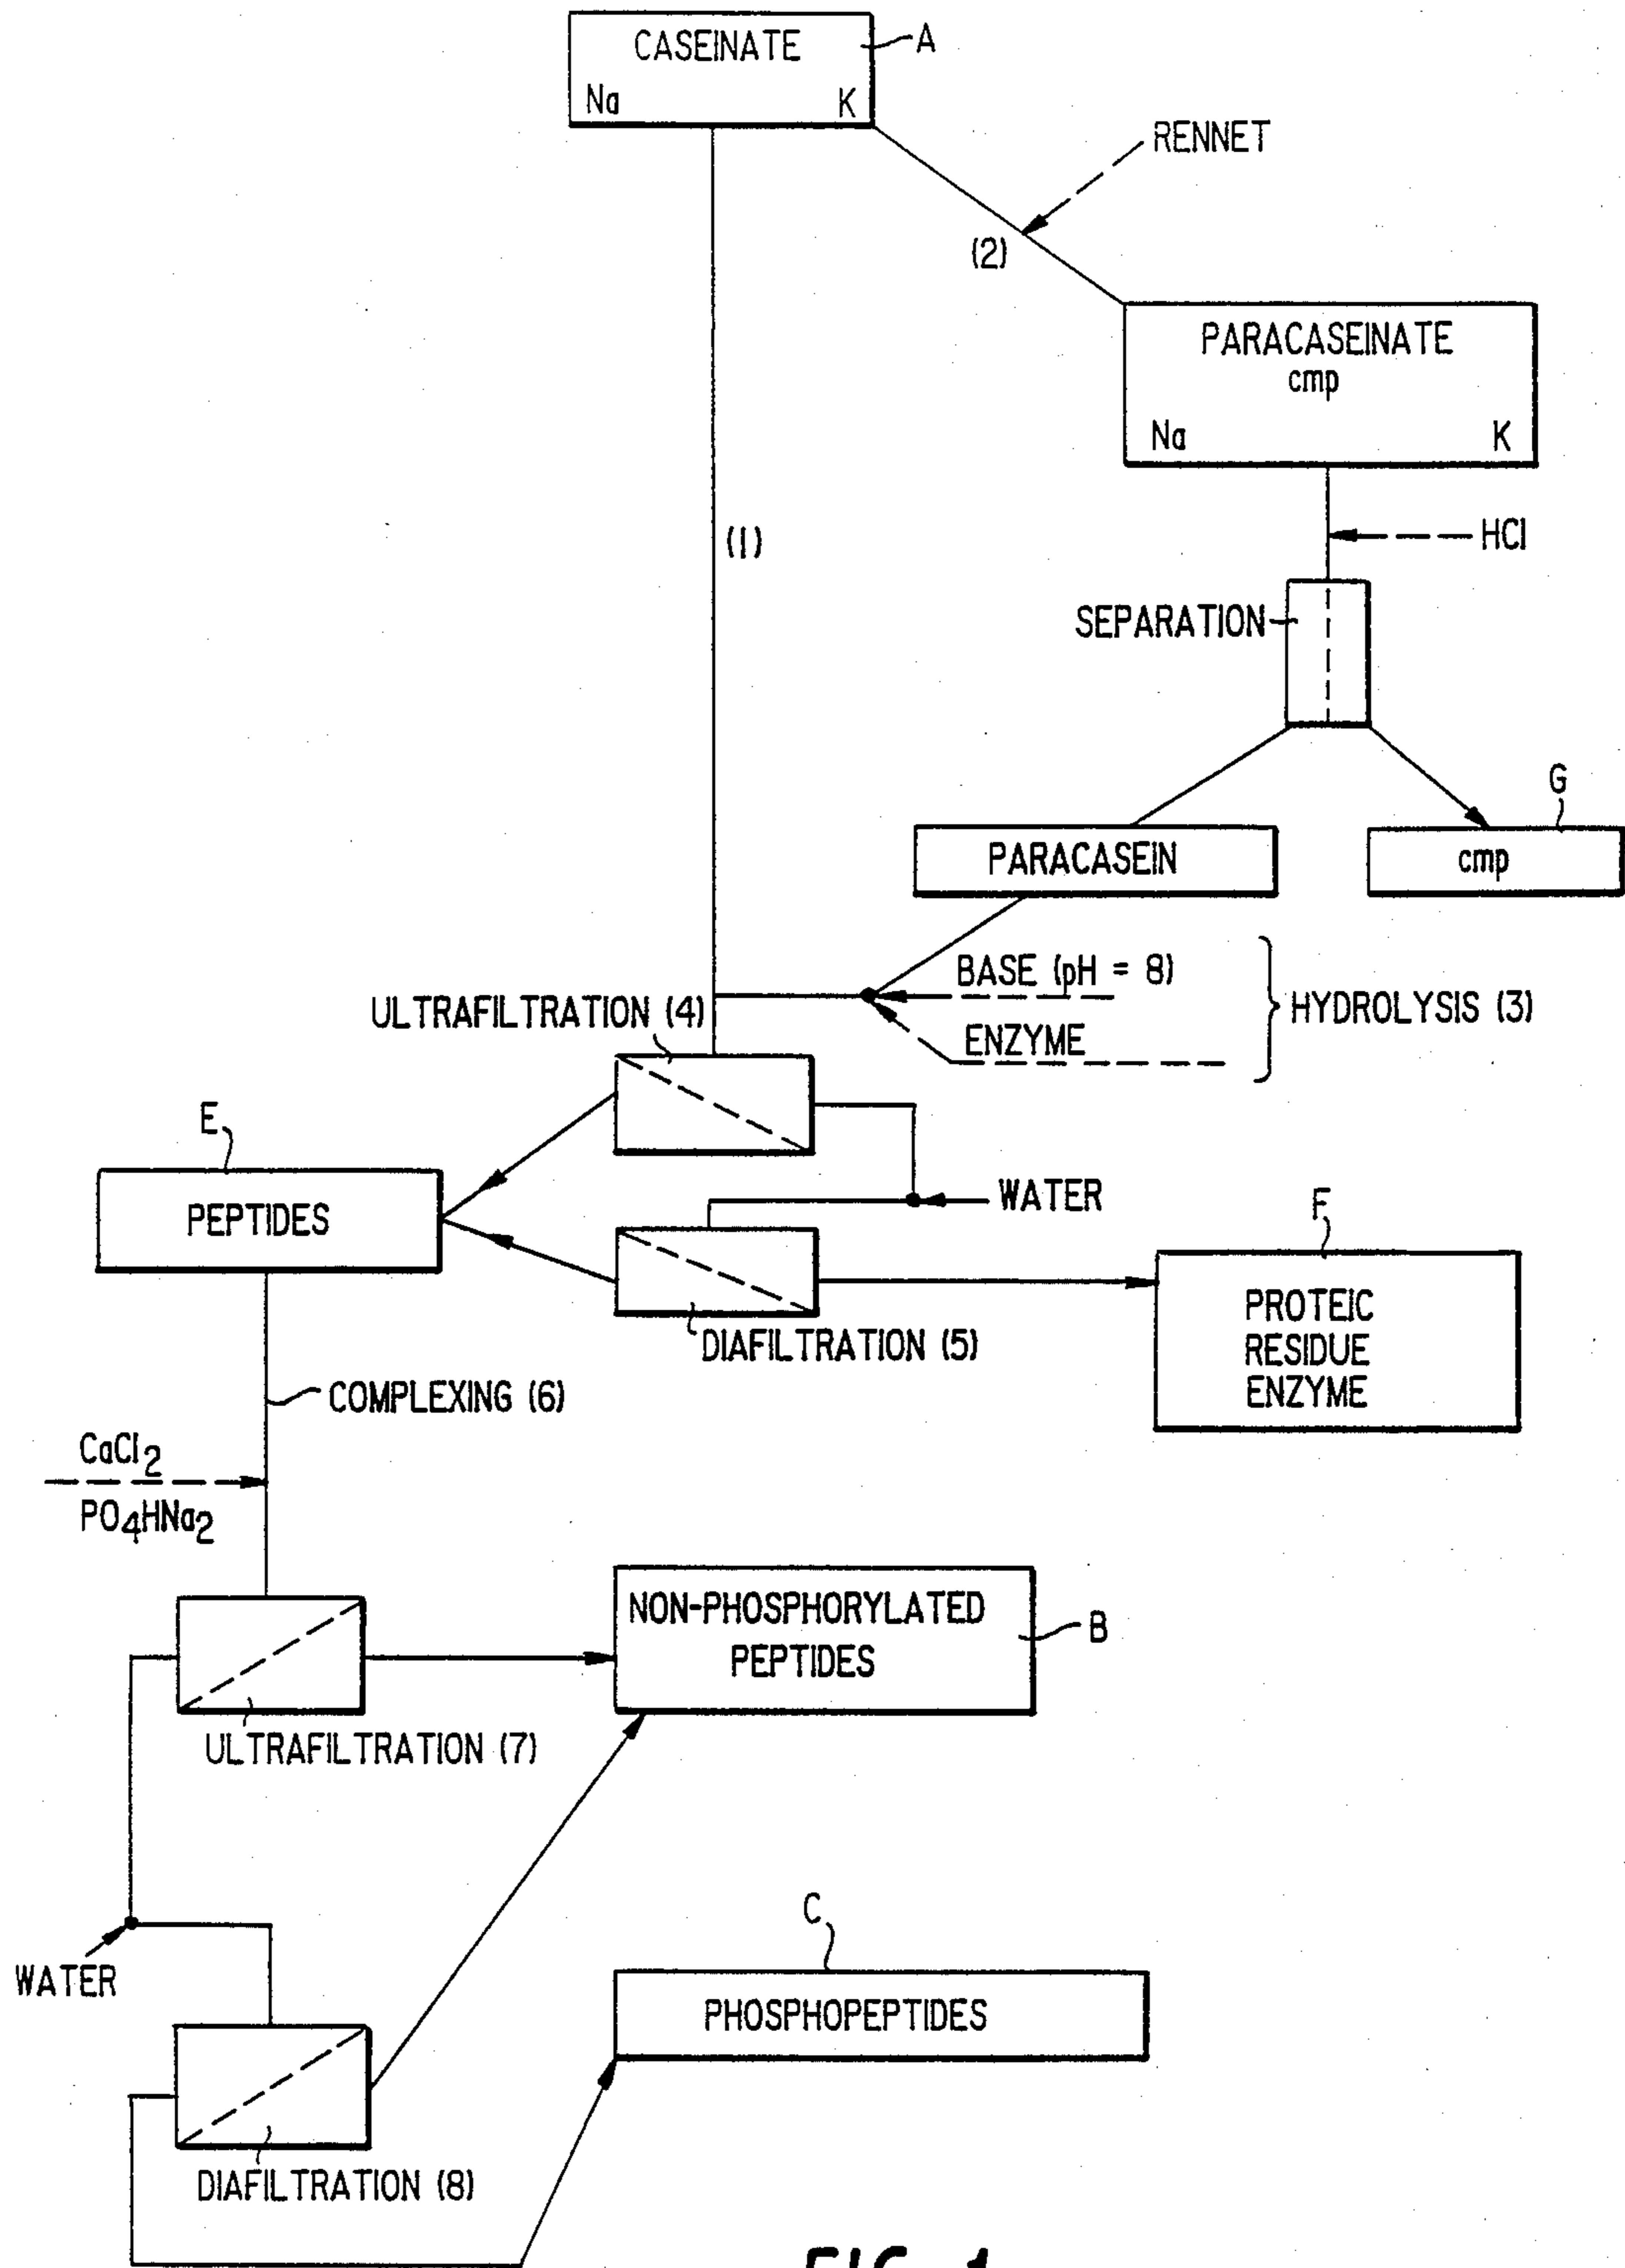 CASEINATE
A
Na K
RENNET
(2)
PARACASEINATE
cmp
Na K
(1)
HCl
SEPARATION
G
PARACASEIN
cmp
BASE (pH = 8)
HYDROLYSIS (3)
ULTRAFILTRATION (4)
ENZYME
E
PEPTIDES
WATER
F
PROTEIC
RESIDUE
ENZYME
DIAFILTRATION (5)
COMPLEXING (6)
CaCl2
PO4HNa2
NON-PHOSPHORYLATED
PEPTIDES
B
ULTRAFILTRATION (7)
C
WATER
PHOSPHOPEPTIDES
DIAFILTRATION (8)
FIG. 1